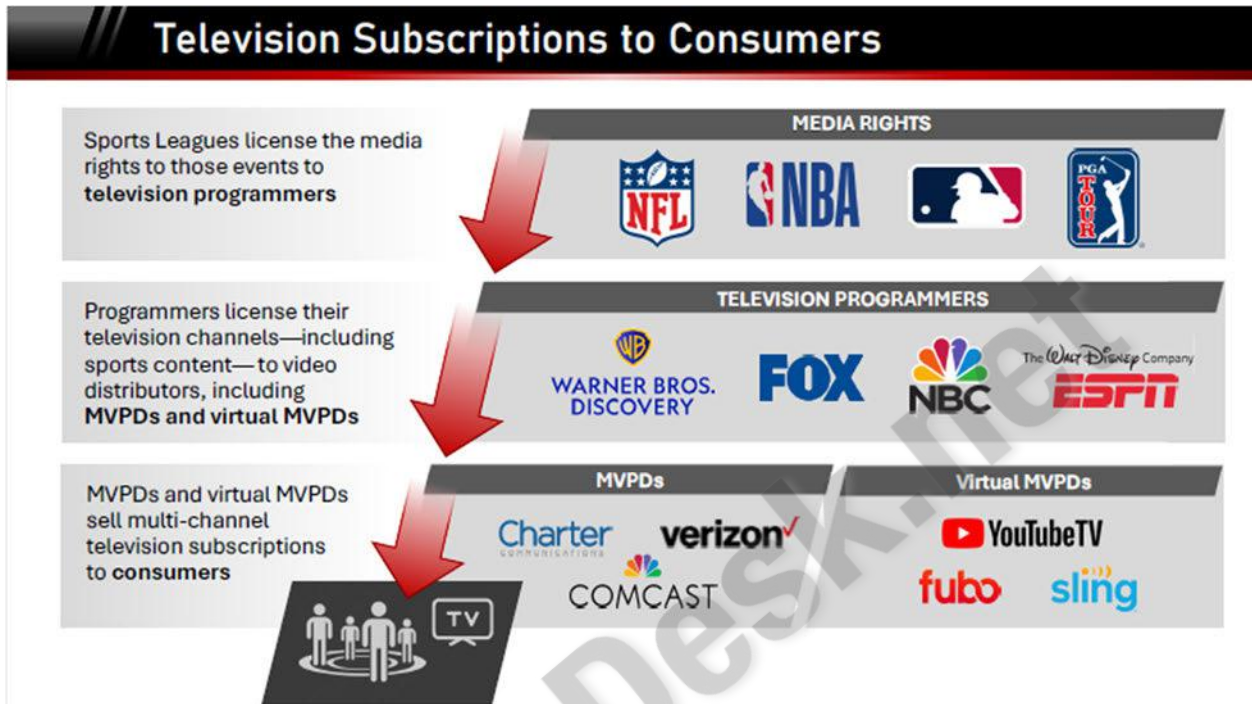 Television Subscriptions to Consumers
Sports Leagues license the media
rights to those events to
television programmers
MEDIA RIGHTS
NFL
NBA
PGA
TOUR
Programmers license their
television channels—including
sports content—to video
distributors, including
MVPDs and virtual MVPDs
TELEVISION PROGRAMMERS
WB
WARNER BROS.
DISCOVERY
FOX
NBC
The Walt Disney Company
ESPN
MVPDs and virtual MVPDs
sell multi-channel
television subscriptions
to consumers
MVPDs
Charter
COMMUNICATIONS
verizon
COMCAST
Virtual MVPDs
YouTubeTV
fubo
sling
TV
Desk.net